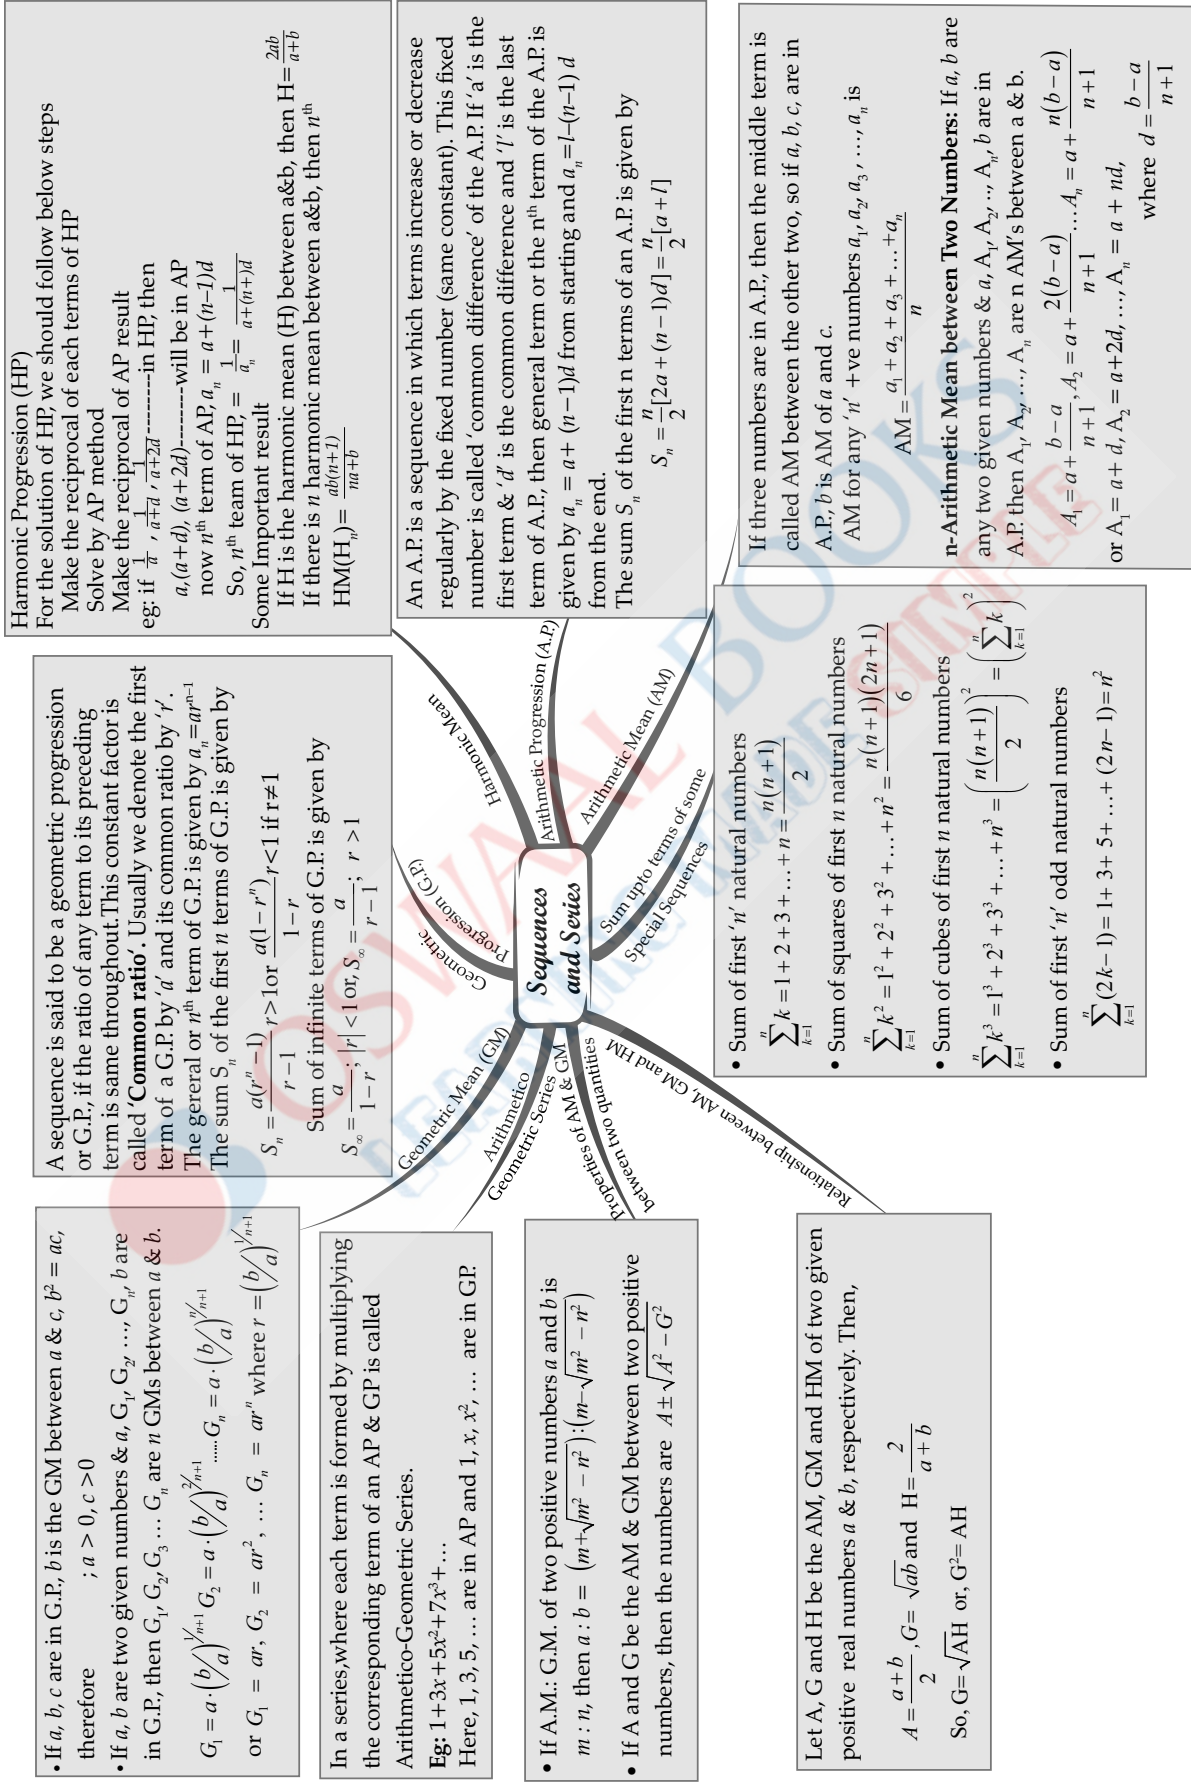 Sequences
and Series
Harmonic Mean
Harmonic Progression (HP)
For the solution of HP, we should follow below steps
Make the reciprocal of each terms of HP
Solve by AP method
Make the reciprocal of AP result
eg: if 1/a , 1/a+d , 1/a+2d ----------in HP, then
a,(a+d), (a+2d)----------will be in AP
now nᵗʰ term of AP, aₙ = a+(n–1)d
So, nᵗʰ team of HP, = 1/aₙ = 1/a+(n+)d
Some Important result
If H is the harmonic mean (H) between a&b, then H= 2ab/a+b
If there is n harmonic mean between a&b, then nᵗʰ
HM(Hₙ)= ab(n+1)/na+b
Arithmetic Progression (A.P.)
An A.P. is a sequence in which terms increase or decrease
regularly by the fixed number (same constant). This fixed
number is called ‘common difference’ of the A.P. If ‘a’ is the
first term & ‘d’ is the common difference and ‘l’ is the last
term of A.P., then general term or the nᵗʰ term of the A.P. is
given by aₙ = a+ (n−1)d from starting and aₙ=l–(n–1) d
from the end.
The sum Sₙ of the first n terms of an A.P. is given by
Sₙ = n/2[2a+(n−1)d] = n/2[a+l]
Arithmetic Mean (AM)
If three numbers are in A.P., then the middle term is
called AM between the other two, so if a, b, c, are in
A.P., b is AM of a and c.
AM for any ‘n’ +ve numbers a₁, a₂, a₃ ,…, aₙ is
AM = a₁+a₂+a₃+…+aₙ/n
n-Arithmetic Mean between Two Numbers: If a, b are
any two given numbers & a, A₁, A₂, .., Aₙ, b are in
A.P. then A₁, A₂,…, Aₙ are n AM’s between a & b.
A₁ = a + b−a/n+1, A₂ = a + 2(b−a)/n+1 …Aₙ = a + n(b−a)/n+1
or A₁= a+d, A₂ = a+2d,…, Aₙ = a + nd,
where d = b−a/n+1
Sum upto terms of some
Special Sequences
• Sum of first ‘n’ natural numbers
∑ₖ₌₁ⁿ k = 1+2+3+…+n = n(n+1)/2
• Sum of squares of first n natural numbers
∑ₖ₌₁ⁿ k² = 1²+2²+3²+…+n² = n(n+1)(2n+1)/6
• Sum of cubes of first n natural numbers
∑ₖ₌₁ⁿ k³ = 1³+2³+3³+…+n³ = (n(n+1)/2)² = (∑ₖ₌₁ⁿ k)²
• Sum of first ‘n’ odd natural numbers
∑ₖ₌₁ⁿ (2k−1) = 1+3+5+…+(2n−1) = n²
Geometric
Progression (G.P.)
A sequence is said to be a geometric progression
or G.P., if the ratio of any term to its preceding
term is same throughout. This constant factor is
called ‘Common ratio’. Usually we denote the first
term of a G.P. by ‘a’ and its common ratio by ‘r’.
The gereral or nᵗʰ term of G.P. is given by aₙ=arⁿ⁻¹
The sum Sₙ of the first n terms of G.P. is given by
Sₙ = a(rⁿ−1)/r−1 r>1 or a(1−rⁿ)/1−r r<1 if r≠1
Sum of infinite terms of G.P. is given by
S∞ = a/1−r; |r|<1 or, S∞ = a/r−1; r>1
Geometric Mean (GM)
• If a, b, c are in G.P., b is the GM between a & c, b² = ac,
therefore ; a > 0, c >0
• If a, b are two given numbers & a, G₁, G₂, …, Gₙ, b are
in G.P., then G₁, G₂,G₃ … Gₙ are n GMs between a & b.
G₁ = a·(b/a)^1/n+1 G₂ = a·(b/a)^2/n+1 ......Gₙ = a·(b/a)^n/n+1
or G₁ = ar, G₂ = ar², … Gₙ = arⁿ where r = (b/a)^1/n+1
Arithmetico
Geometric Series
In a series,where each term is formed by multiplying
the corresponding term of an AP & GP is called
Arithmetico-Geometric Series.
Eg: 1+3x+5x²+7x³+…
Here, 1, 3, 5, … are in AP and 1, x, x², … are in GP.
Properties of AM & GM
between two quantities
• If A.M.: G.M. of two positive numbers a and b is
m : n, then a : b = (m+√m² − n²):(m−√m² − n²)
• If A and G be the AM & GM between two positive
numbers, then the numbers are A±√A²−G²
Relationship between AM, GM and HM
Let A, G and H be the AM, GM and HM of two given
positive real numbers a & b, respectively. Then,
A = a+b/2, G= √ab and H = 2/a+b
So, G=√AH or, G²= AH
OSWAAL BOOKS
LEARNING MADE SIMPLE